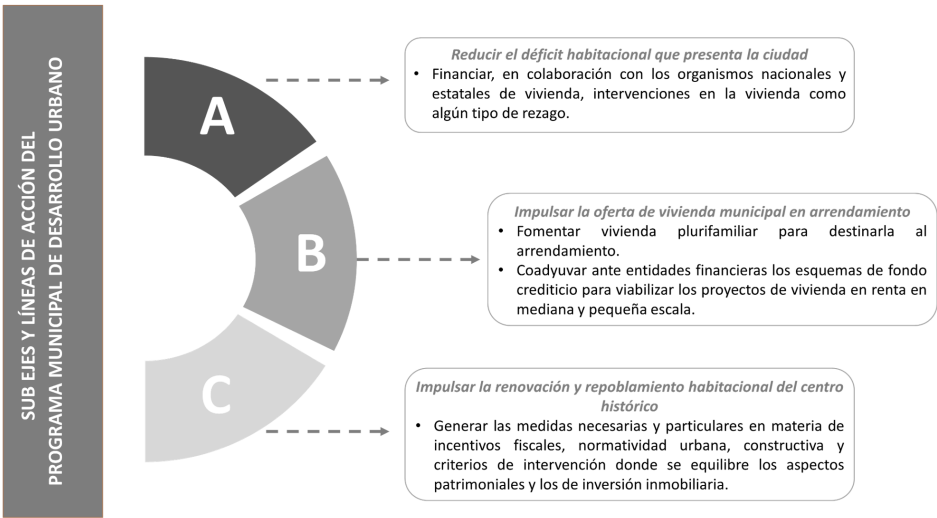 SUB EJES Y LÍNEAS DE ACCIÓN DEL
PROGRAMA MUNICIPAL DE DESARROLLO URBANO
A
Reducir el déficit habitacional que presenta la ciudad
• Financiar, en colaboración con los organismos nacionales y
estatales de vivienda, intervenciones en la vivienda como
algún tipo de rezago.
B
Impulsar la oferta de vivienda municipal en arrendamiento
• Fomentar vivienda plurifamiliar para destinarla al
arrendamiento.
• Coadyuvar ante entidades financieras los esquemas de fondo
crediticio para viabilizar los proyectos de vivienda en renta en
mediana y pequeña escala.
C
Impulsar la renovación y repoblamiento habitacional del centro
histórico
• Generar las medidas necesarias y particulares en materia de
incentivos fiscales, normatividad urbana, constructiva y
criterios de intervención donde se equilibre los aspectos
patrimoniales y los de inversión inmobiliaria.